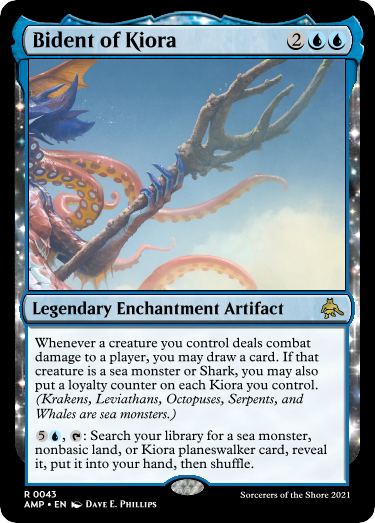 Bident of Kiora 2
Legendary Enchantment Artifact
Whenever a creature you control deals combat
damage to a player, you may draw a card. If that
creature is a sea monster or Shark, you may also
put a loyalty counter on each Kiora you control.
(Krakens, Leviathans, Octopuses, Serpents, and
Whales are sea monsters.)
5, : Search your library for a sea monster,
nonbasic land, or Kiora planeswalker card, reveal
it, put it into your hand, then shuffle.
R 0043
AMP • EN DAVE E. PHILLIPS
Sorcerers of the Shore 2021